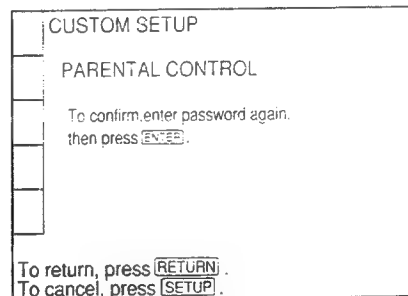 CUSTOM SETUP
PARENTAL CONTROL
To confirm,enter password again,
then press ENTER.
To return, press RETURN.
To cancel, press SETUP.